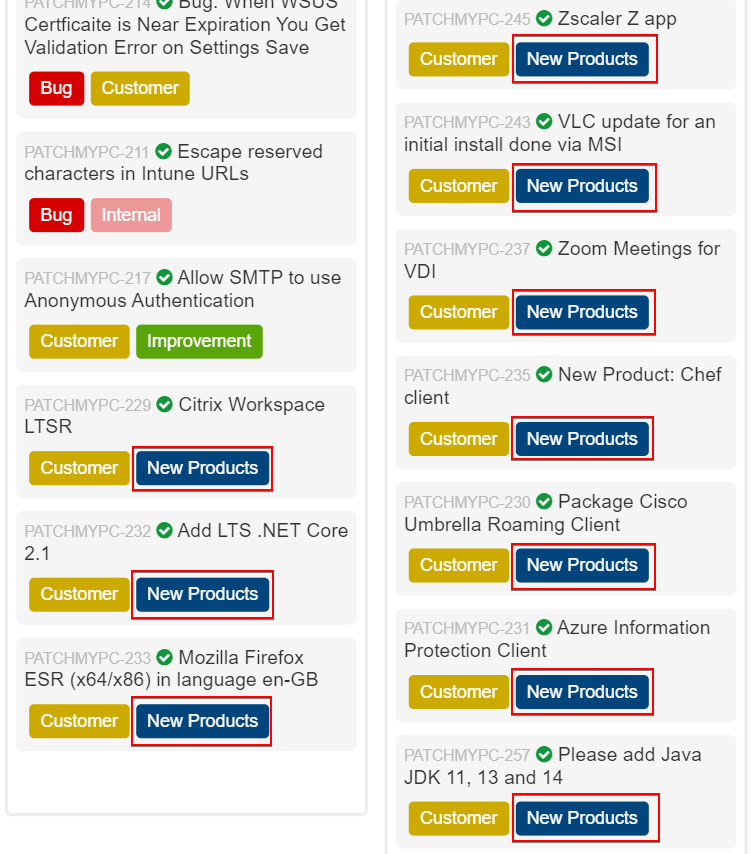 PATCHMYPC-214 Bug: When WSUS
Certficaite is Near Expiration You Get
Validation Error on Settings Save
Bug Customer
PATCHMYPC-211 Escape reserved
characters in Intune URLs
Bug Internal
PATCHMYPC-217 Allow SMTP to use
Anonymous Authentication
Customer Improvement
PATCHMYPC-229 Citrix Workspace
LTSR
Customer New Products
PATCHMYPC-232 Add LTS .NET Core
2.1
Customer New Products
PATCHMYPC-233 Mozilla Firefox
ESR (x64/x86) in language en-GB
Customer New Products
PATCHMYPC-245 Zscaler Z app
Customer New Products
PATCHMYPC-243 VLC update for an
initial install done via MSI
Customer New Products
PATCHMYPC-237 Zoom Meetings for
VDI
Customer New Products
PATCHMYPC-235 New Product: Chef
client
Customer New Products
PATCHMYPC-230 Package Cisco
Umbrella Roaming Client
Customer New Products
PATCHMYPC-231 Azure Information
Protection Client
Customer New Products
PATCHMYPC-257 Please add Java
JDK 11, 13 and 14
Customer New Products